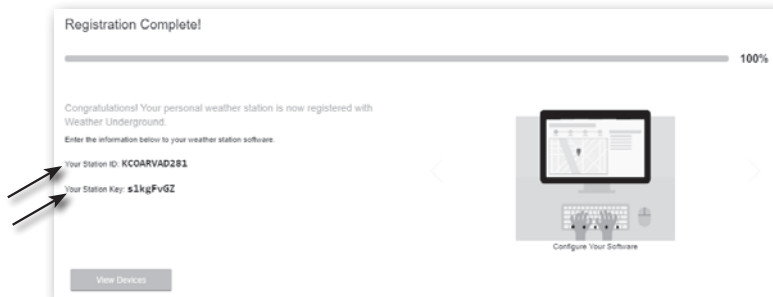 Registration Complete!
100%
Congratulations! Your personal weather station is now registered with
Weather Underground.
Enter the information below to your weather station software.
Your Station ID: KCOARVAD281
Your Station Key: s1kgFvGZ
Configure Your Software
View Devices